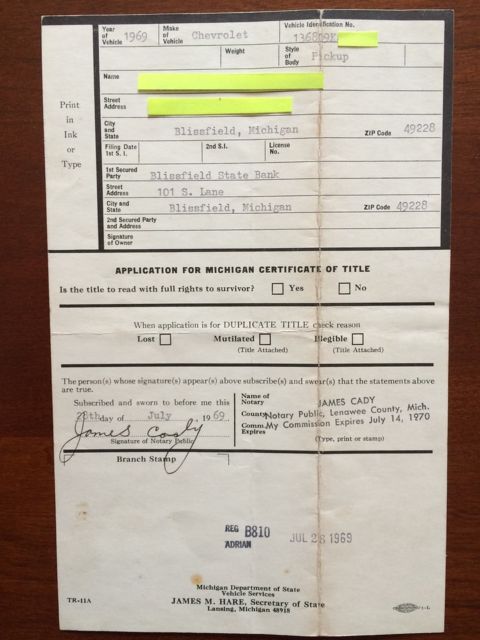 Year of Vehicle 1969 Make of Vehicle Chevrolet Vehicle Identification No. 136809K
Weight Style of Body Pickup
Name
Street Address
City and State Blissfield, Michigan ZIP Code 49228
Filing Date 1st S. I. 2nd S.I. License No.
1st Secured Party Blissfield State Bank
Street Address 101 S. Lane
City and State Blissfield, Michigan ZIP Code 49228
2nd Secured Party and Address
Signature of Owner
Print
in
Ink
or
Type
APPLICATION FOR MICHIGAN CERTIFICATE OF TITLE
Is the title to read with full rights to survivor? Yes No
When application is for DUPLICATE TITLE check reason
Lost Mutilated Illegible
(Title Attached) (Title Attached)
The person(s) whose signature(s) appear(s) above subscribe(s) and swear(s) that the statements above
are true.
Subscribed and sworn to before me this
28th day of July 1969
James Cady
Signature of Notary Public
Name of Notary JAMES CADY
County Notary Public, Lenawee County, Mich.
Comm. Expires My Commission Expires July 14, 1970
(Type, print or stamp)
Branch Stamp
REG B810
ADRIAN
JUL 28 1969
Michigan Department of State
Vehicle Services
JAMES M. HARE, Secretary of State
Lansing, Michigan 48918
TR-11A